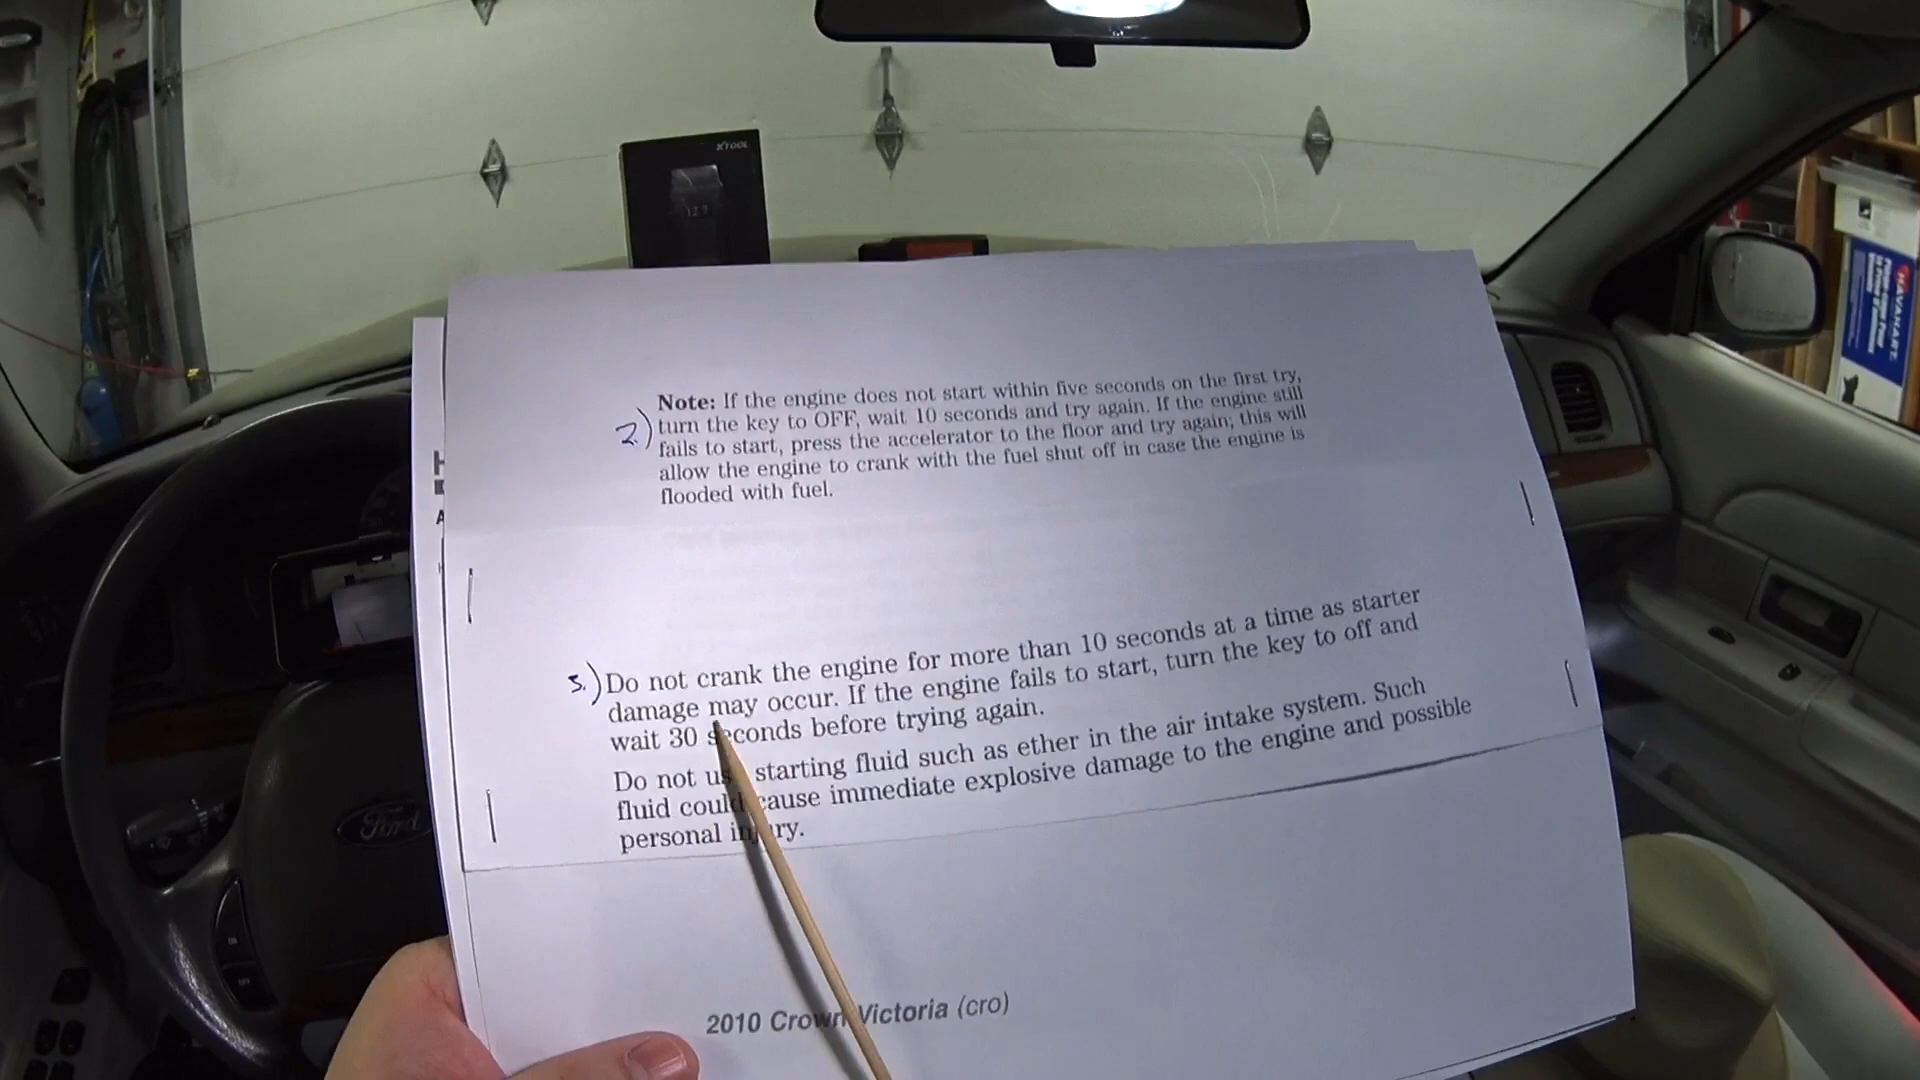 XTOOL
12.9
HAVAHART
2.) Note: If the engine does not start within five seconds on the first try,
turn the key to OFF, wait 10 seconds and try again. If the engine still
fails to start, press the accelerator to the floor and try again; this will
allow the engine to crank with the fuel shut off in case the engine is
flooded with fuel.
3.) Do not crank the engine for more than 10 seconds at a time as starter
damage may occur. If the engine fails to start, turn the key to off and
wait 30 seconds before trying again.
Do not use starting fluid such as ether in the air intake system. Such
fluid could cause immediate explosive damage to the engine and possible
personal injury.
Ford
2010 Crown Victoria (cro)